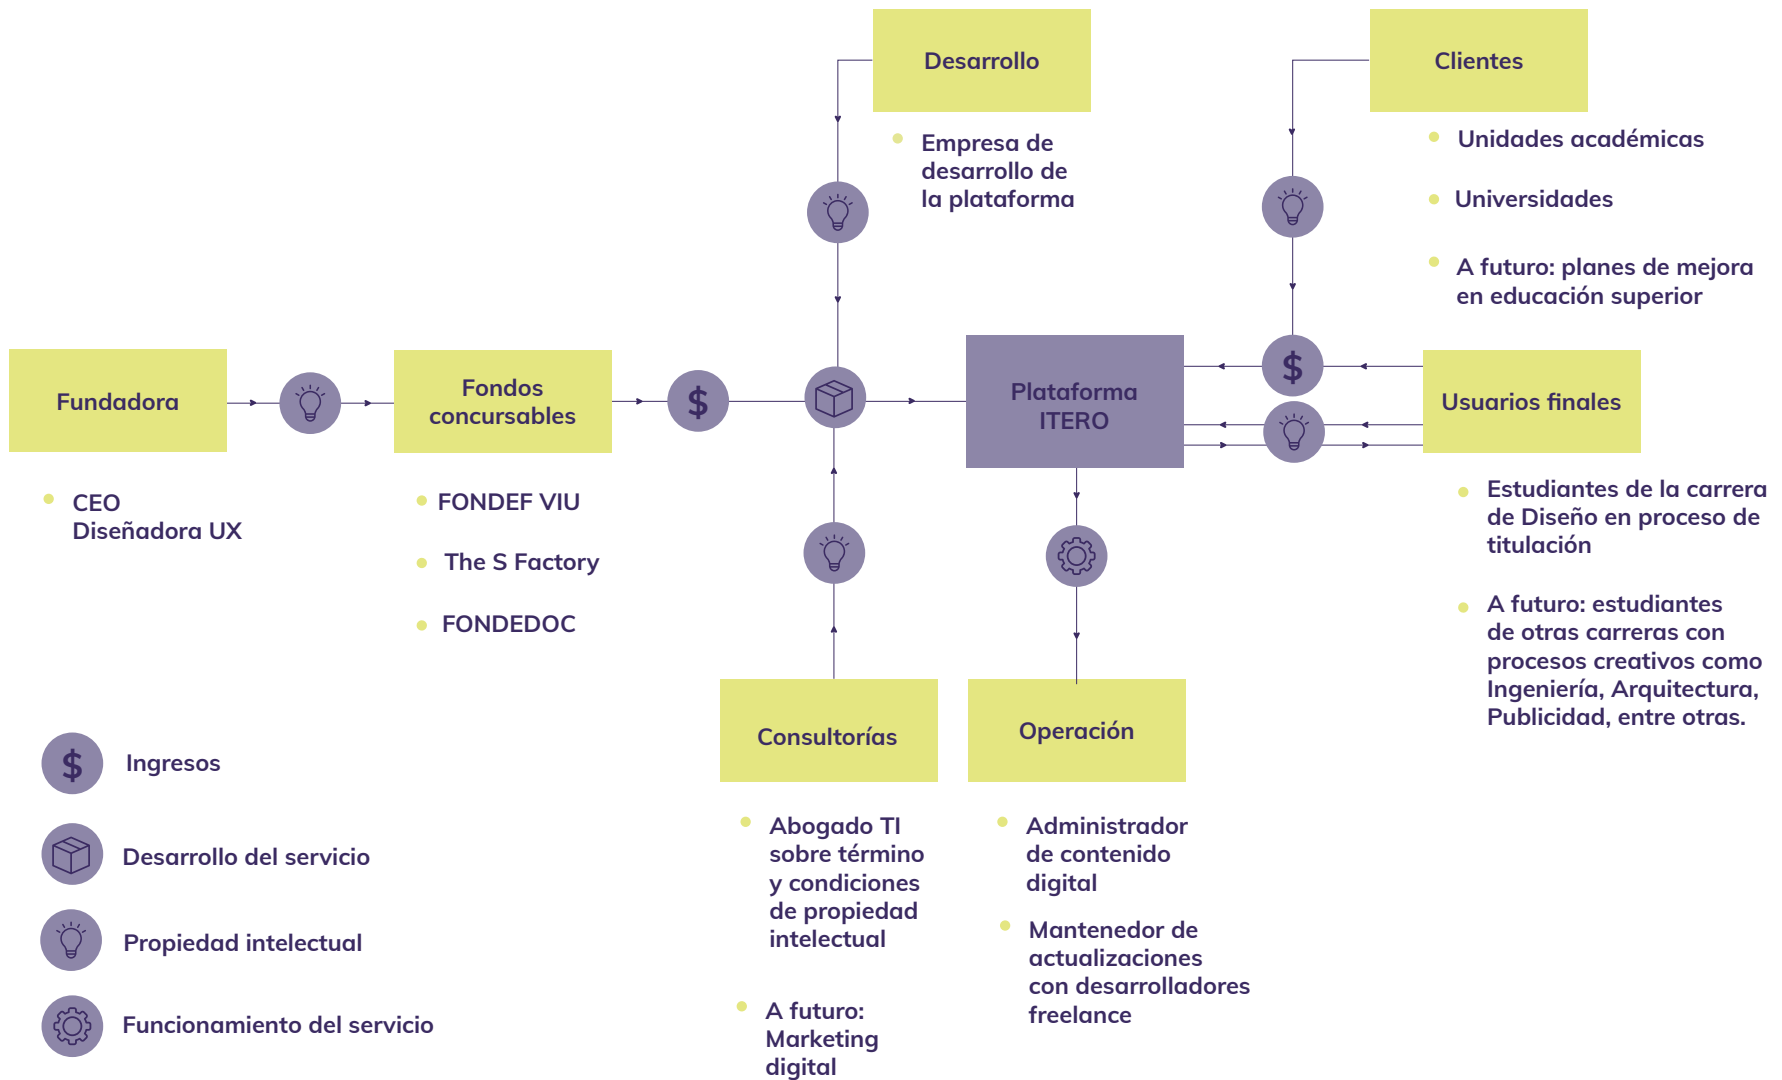 Desarrollo
Empresa de
desarrollo de
la plataforma
Clientes
Unidades académicas
Universidades
A futuro: planes de mejora
en educación superior
Fundadora
CEO
Diseñadora UX
Fondos
concursables
FONDEF VIU
The S Factory
FONDEDOC
$
Plataforma
ITERO
$
Usuarios finales
Estudiantes de la carrera
de Diseño en proceso de
titulación
A futuro: estudiantes
de otras carreras con
procesos creativos como
Ingeniería, Arquitectura,
Publicidad, entre otras.
Consultorías
Abogado TI
sobre término
y condiciones
de propiedad
intelectual
A futuro:
Marketing
digital
Operación
Administrador
de contenido
digital
Mantenedor de
actualizaciones
con desarrolladores
freelance
$ Ingresos
Desarrollo del servicio
Propiedad intelectual
Funcionamiento del servicio